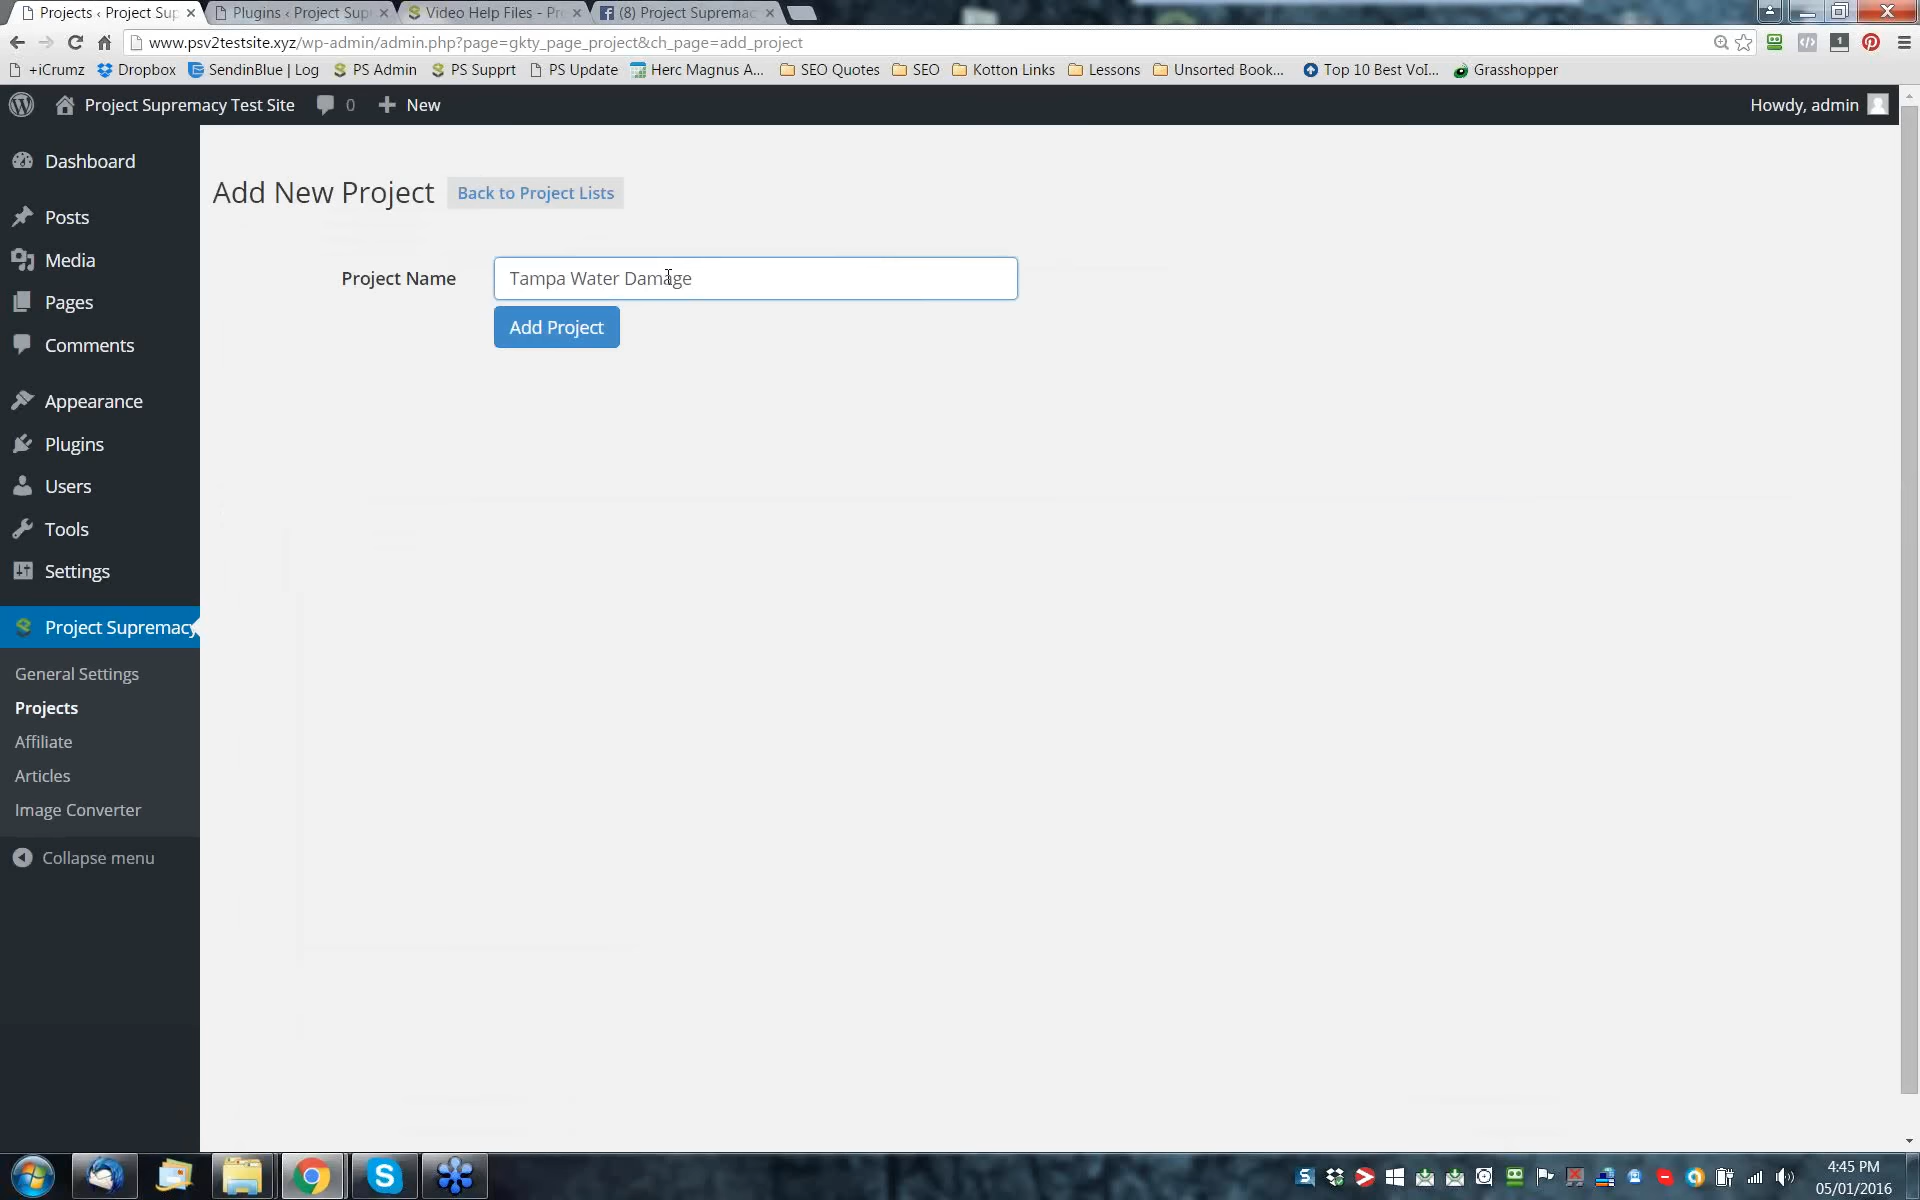 Projects ‹ Project Sup
Plugins ‹ Project Sup
Video Help Files - Pr
(8) Project Supremac
www.psv2testsite.xyz/wp-admin/admin.php?page=gkty_page_project&ch_page=add_project
+iCrumz
Dropbox
SendinBlue | Log
PS Admin
PS Supprt
PS Update
Herc Magnus A...
SEO Quotes
SEO
Kotton Links
Lessons
Unsorted Book...
Top 10 Best VoI...
Grasshopper
Project Supremacy Test Site
0
New
Howdy, admin
Dashboard
Posts
Media
Pages
Comments
Appearance
Plugins
Users
Tools
Settings
Project Supremacy
General Settings
Projects
Affiliate
Articles
Image Converter
Collapse menu
Add New Project
Back to Project Lists
Project Name
Tampa Water Damage
Add Project
4:45 PM
05/01/2016